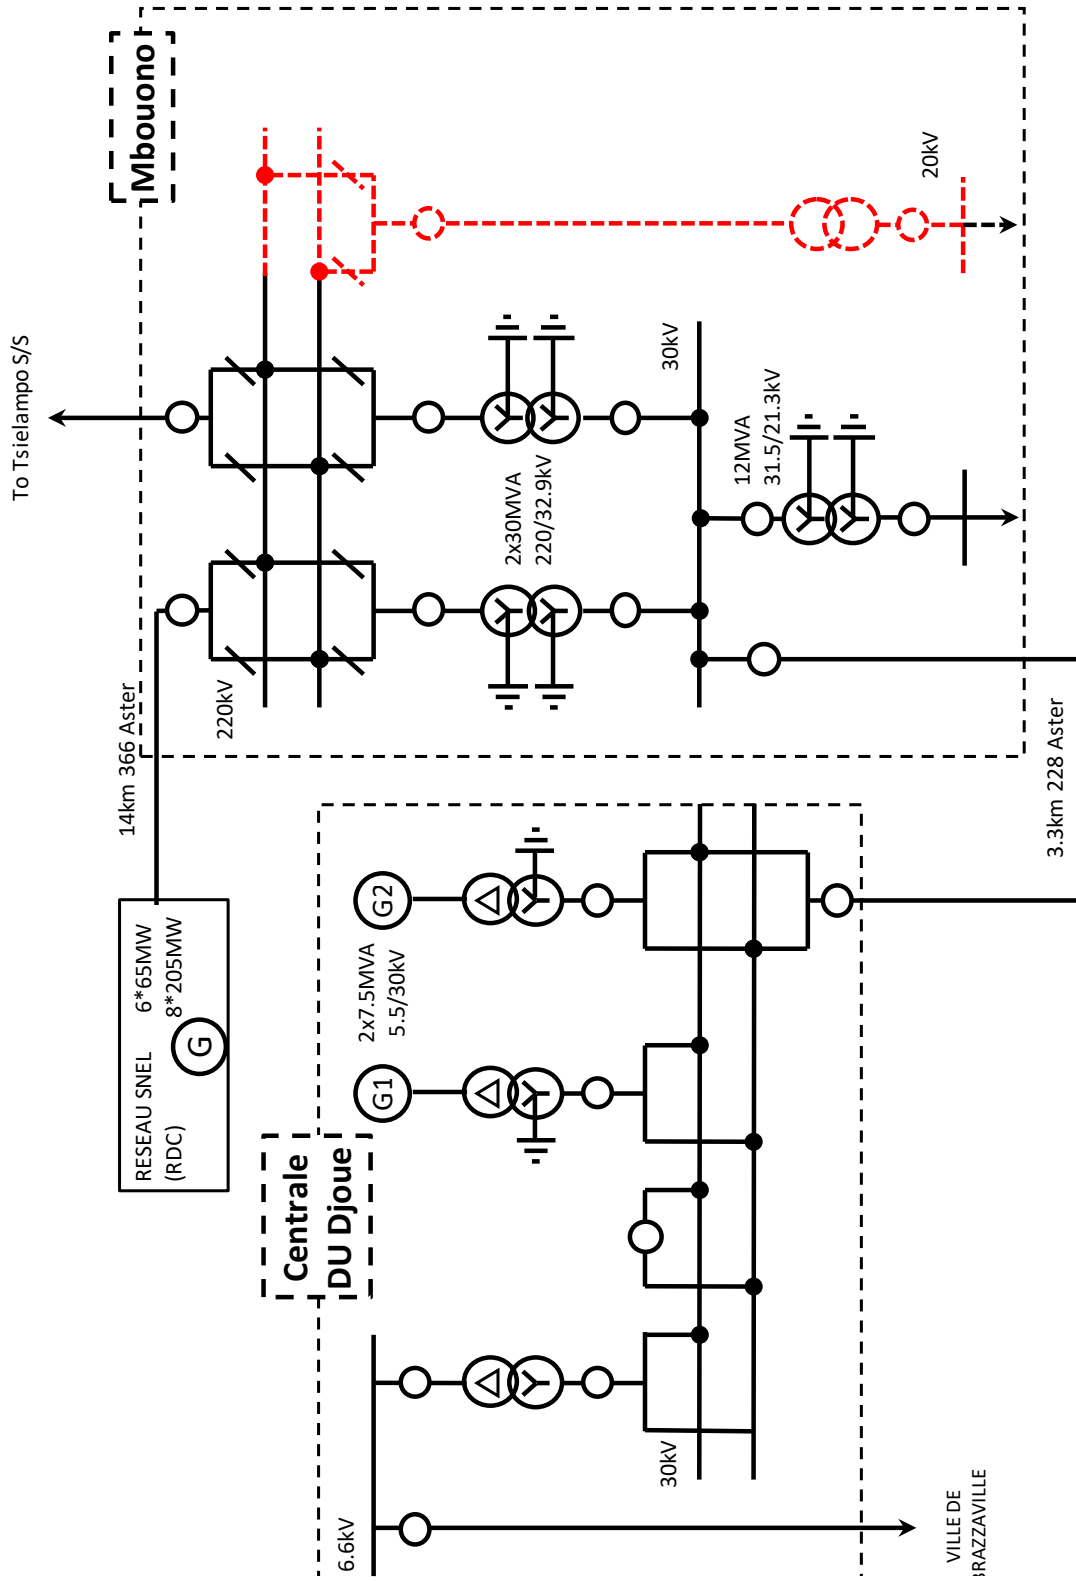 To Tsielampo S/S
Mbouono
14km 366 Aster
220kV
2x30MVA
220/32.9kV
30kV
12MVA
31.5/21.3kV
20kV
3.3km 228 Aster
RESEAU SNEL 6*65MW
(RDC) 8*205MW
G
Centrale
DU Djoue
G1
G2
2x7.5MVA
5.5/30kV
6.6kV
30kV
VILLE DE
BRAZZAVILLE